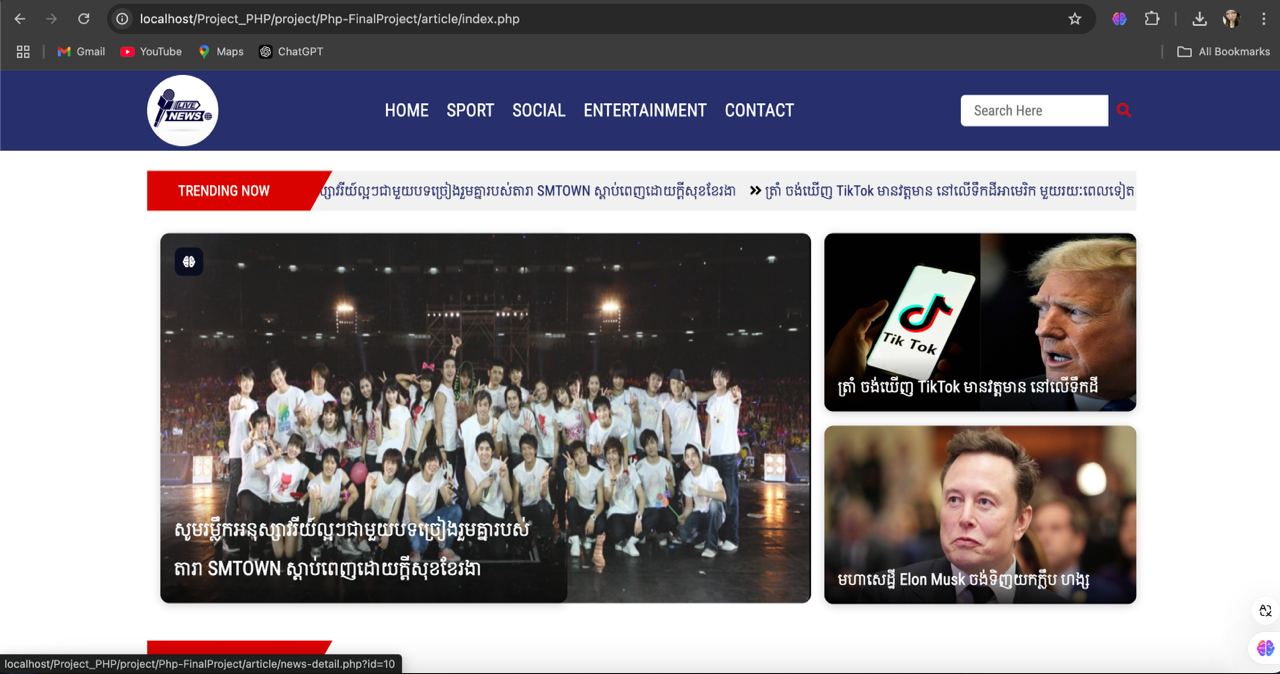 localhost/Project_PHP/project/Php-FinalProject/article/index.php
Gmail YouTube Maps ChatGPT All Bookmarks
LIVE
NEWS
HOME SPORT SOCIAL ENTERTAINMENT CONTACT
Search Here
TRENDING NOW
ស្សាវរីយ៍ល្អៗជាមួយបទច្រៀងរួមគ្នារបស់តារា SMTOWN ស្តាប់ពេញដោយក្តីសុខខែវរងា » ត្រាំ ចង់ឃើញ TikTok មានវត្តមាន នៅលើទឹកដីអាមេរិក មួយរយៈពេលទៀត
សូមរម្លឹកអនុស្សាវរីយ៍ល្អៗជាមួយបទច្រៀងរួមគ្នារបស់
តារា SMTOWN ស្តាប់ពេញដោយក្តីសុខខែវរងា
Tik Tok
ត្រាំ ចង់ឃើញ TikTok មានវត្តមាន នៅលើទឹកដី
មហាសេដ្ឋី Elon Musk ចង់ទិញយកក្លឹប ហង្ស
localhost/Project_PHP/project/Php-FinalProject/article/news-detail.php?id=10